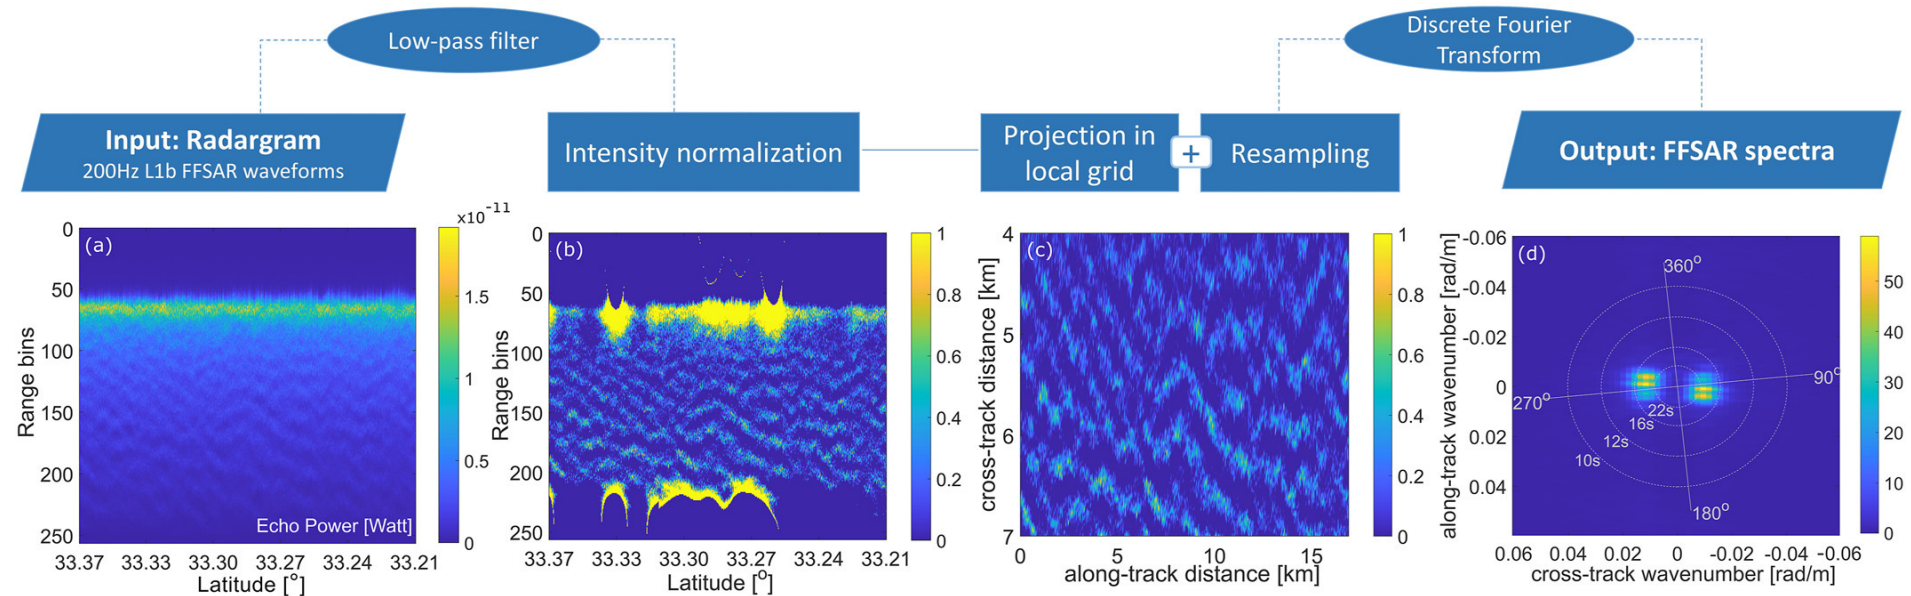 Low-pass filter
Discrete Fourier
Transform
Input: Radargram
200Hz L1b FFSAR waveforms
Intensity normalization
Projection in
local grid
+
Resampling
Output: FFSAR spectra
(a)
x10⁻¹¹
0
50
100
150
200
250
Range bins
Echo Power [Watt]
33.37 33.33 33.30 33.27 33.24 33.21
Latitude [°]
1.5
1
0.5
0
(b)
0
50
100
150
200
250
Range bins
33.37 33.33 33.30 33.26 33.24 33.21
Latitude [°]
1
0.8
0.6
0.4
0.2
0
(c)
4
5
6
7
cross-track distance [km]
0 5 10 15
along-track distance [km]
1
0.8
0.6
0.4
0.2
0
(d)
-0.06
-0.04
-0.02
0
0.02
0.04
along-track wavenumber [rad/m]
360°
90°
270°
180°
22s
16s
12s
10s
0.06 0.04 0.02 0 -0.02 -0.04 -0.06
cross-track wavenumber [rad/m]
50
40
30
20
10
0